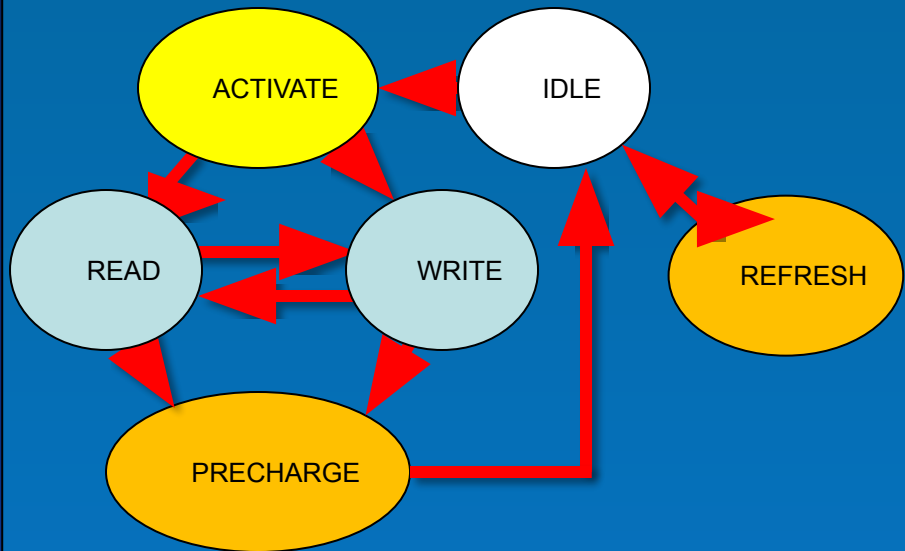 ACTIVATE
IDLE
READ
WRITE
REFRESH
PRECHARGE